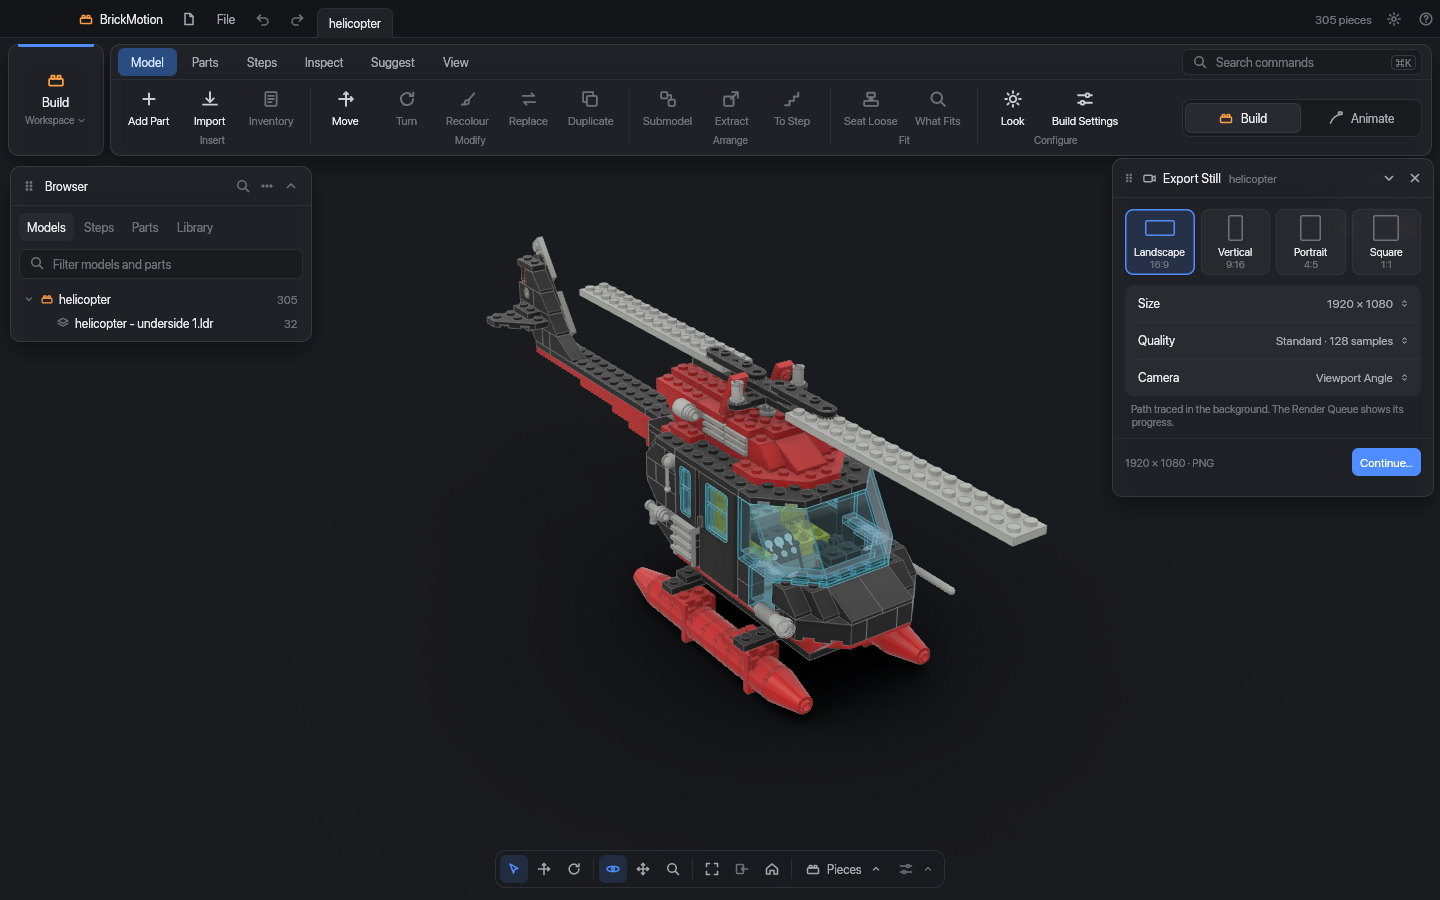 BrickMotion File helicopter 305 pieces
Model Parts Steps Inspect Suggest View Search commands ⌘K
Build
Workspace
Add Part Import Inventory Move Turn Recolour Replace Duplicate Submodel Extract To Step Seat Loose What Fits Look Build Settings
Insert Modify Arrange Fit Configure
Build Animate
Browser
Models Steps Parts Library
Filter models and parts
helicopter 305
helicopter - underside 1.ldr 32
Export Still helicopter
Landscape Vertical Portrait Square
16:9 9:16 4:5 1:1
Size 1920 × 1080
Quality Standard · 128 samples
Camera Viewport Angle
Path traced in the background. The Render Queue shows its
progress.
1920 × 1080 · PNG Continue...
Pieces